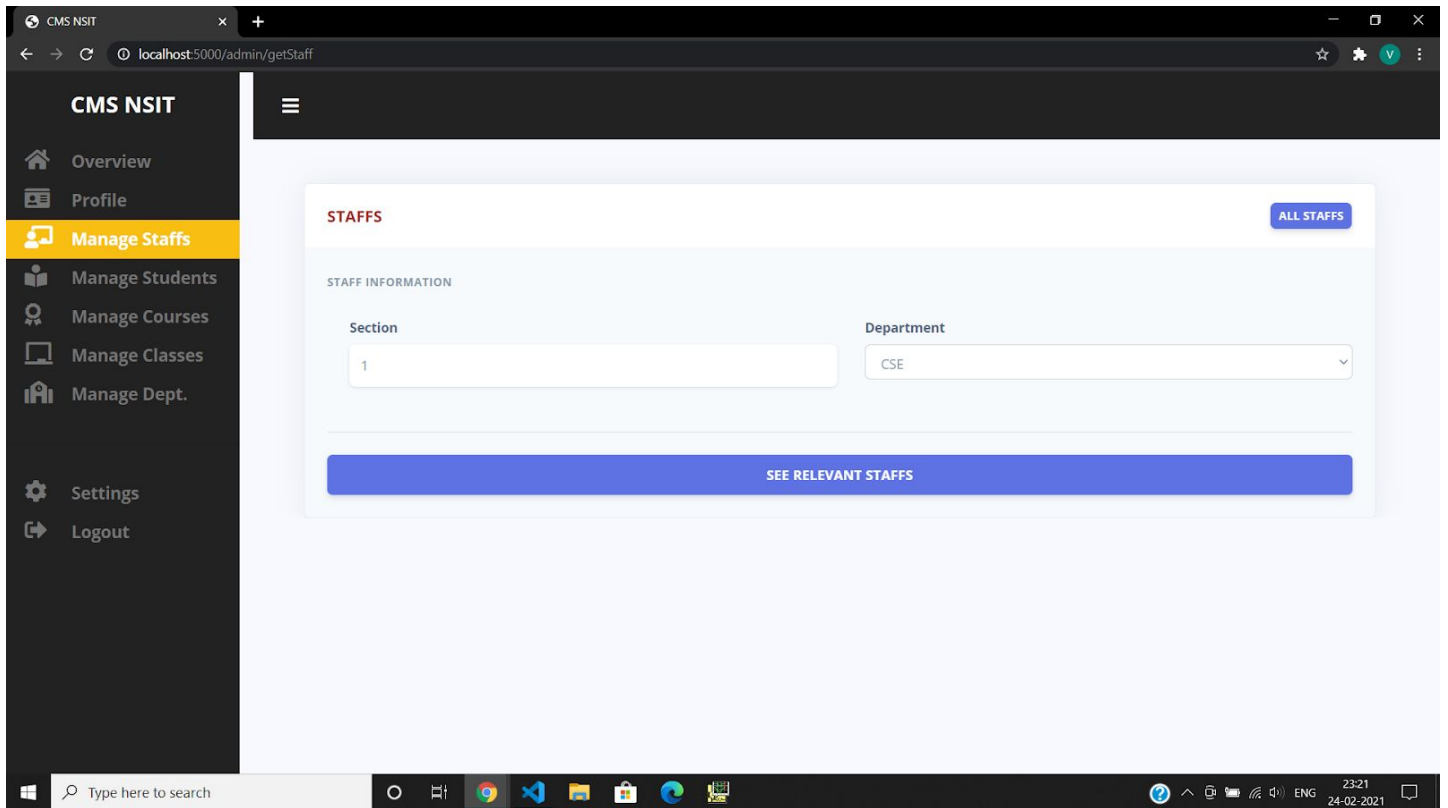 CMS NSIT
localhost:5000/admin/getStaff
V
CMS NSIT
Overview
Profile
Manage Staffs
Manage Students
Manage Courses
Manage Classes
Manage Dept.
Settings
Logout
STAFFS
ALL STAFFS
STAFF INFORMATION
Section
Department
1
CSE
SEE RELEVANT STAFFS
Type here to search
ENG
23:21
24-02-2021